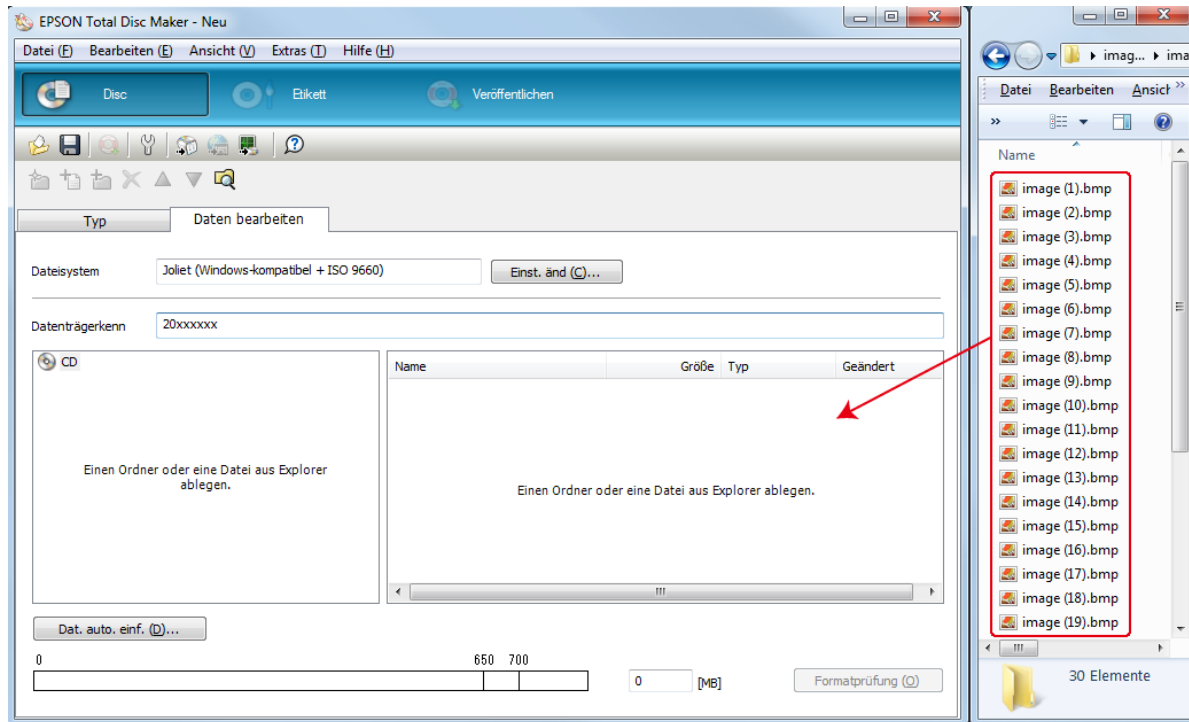 EPSON Total Disc Maker - Neu
Datei (F) Bearbeiten (E) Ansicht (V) Extras (T) Hilfe (H)
Disc Etikett Veröffentlichen
Typ Daten bearbeiten
Dateisystem Joliet (Windows-kompatibel + ISO 9660) Einst. änd (C)...
Datenträgerkenn 20xxxxxx
CD
Name Größe Typ Geändert
Einen Ordner oder eine Datei aus Explorer
ablegen.
Einen Ordner oder eine Datei aus Explorer ablegen.
Dat. auto. einf. (D)...
0 650 700
0 [MB] Formatprüfung (O)
imag... ima
Datei Bearbeiten Ansich »
»
Name
image (1).bmp
image (2).bmp
image (3).bmp
image (4).bmp
image (5).bmp
image (6).bmp
image (7).bmp
image (8).bmp
image (9).bmp
image (10).bmp
image (11).bmp
image (12).bmp
image (13).bmp
image (14).bmp
image (15).bmp
image (16).bmp
image (17).bmp
image (18).bmp
image (19).bmp
30 Elemente